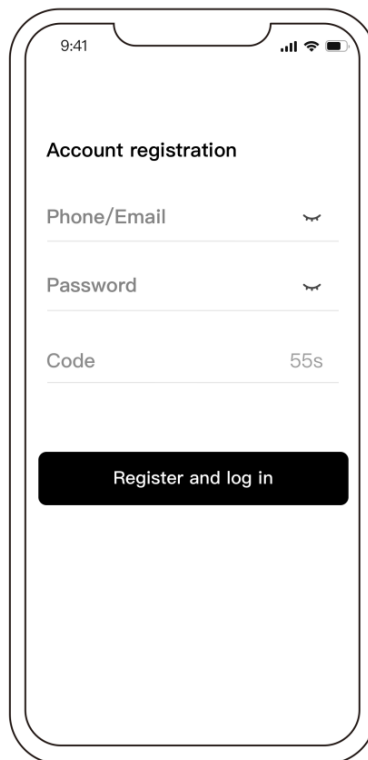 9:41
Account registration
Phone/Email
Password
Code 55s
Register and log in